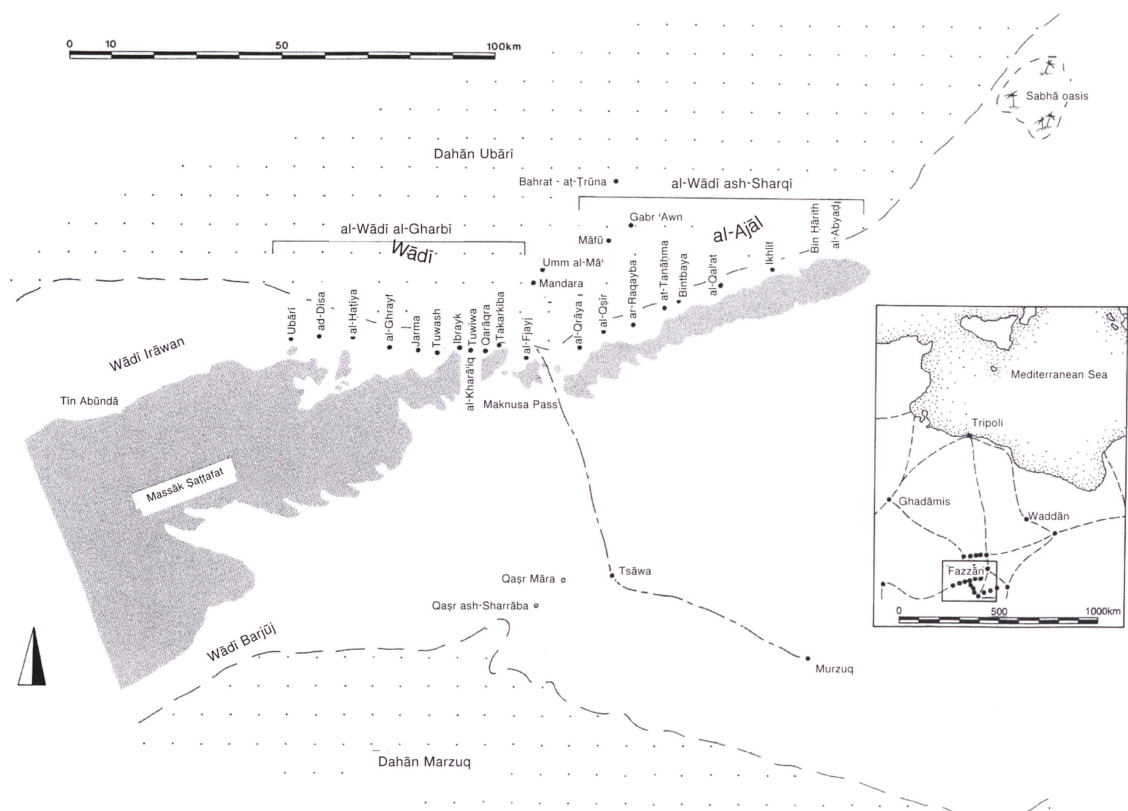 0 10 50 100km
Sabhā oasis
Dahān Ubārī
Bahrat - aṭ-Ṭrūna
al-Wādī ash-Sharqī
al-Wādī al-Gharbī
Wādī
al-Ajāl
Gabr ‘Awn
Māfū
Umm al-Mā'
Mandara
Bin Ḥārith
al-Abyaḍ
Ubārī
ad-Disa
al-Ḥaṭīya
al-Ghrayf
Jarma
Tuwash
Ibrayk
al-Kharā'iq
Tuwiwa
Qarāqra
Takarkiba
al-Fjayj
al-Qrāya
al-Qṣir
ar-Raqayba
at-Tanāḥma
Bintbaya
al-Qal'at
Ikhlif
Wādī Irāwan
Tin Abūndā
Maknusa Pass
Massāk Ṣaṭṭafat
Qaṣr Māra
Tsāwa
Qaṣr ash-Sharrāba
Wādī Barjūj
Murzuq
Dahān Marzuq
Mediterranean Sea
Tripoli
Ghadāmis
Waddān
Fazzān
0 500 1000km